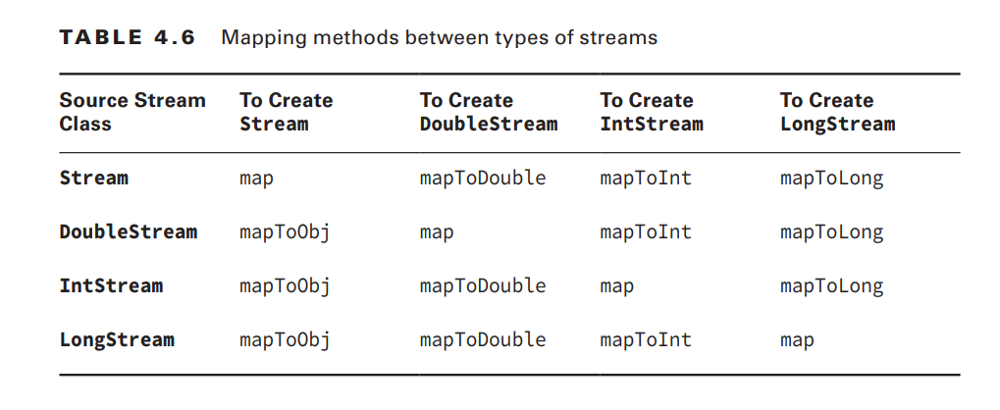 TABLE 4.6 Mapping methods between types of streams
Source Stream Class To Create Stream To Create DoubleStream To Create IntStream To Create LongStream
Stream map mapToDouble mapToInt mapToLong
DoubleStream mapToObj map mapToInt mapToLong
IntStream mapToObj mapToDouble map mapToLong
LongStream mapToObj mapToDouble mapToInt map